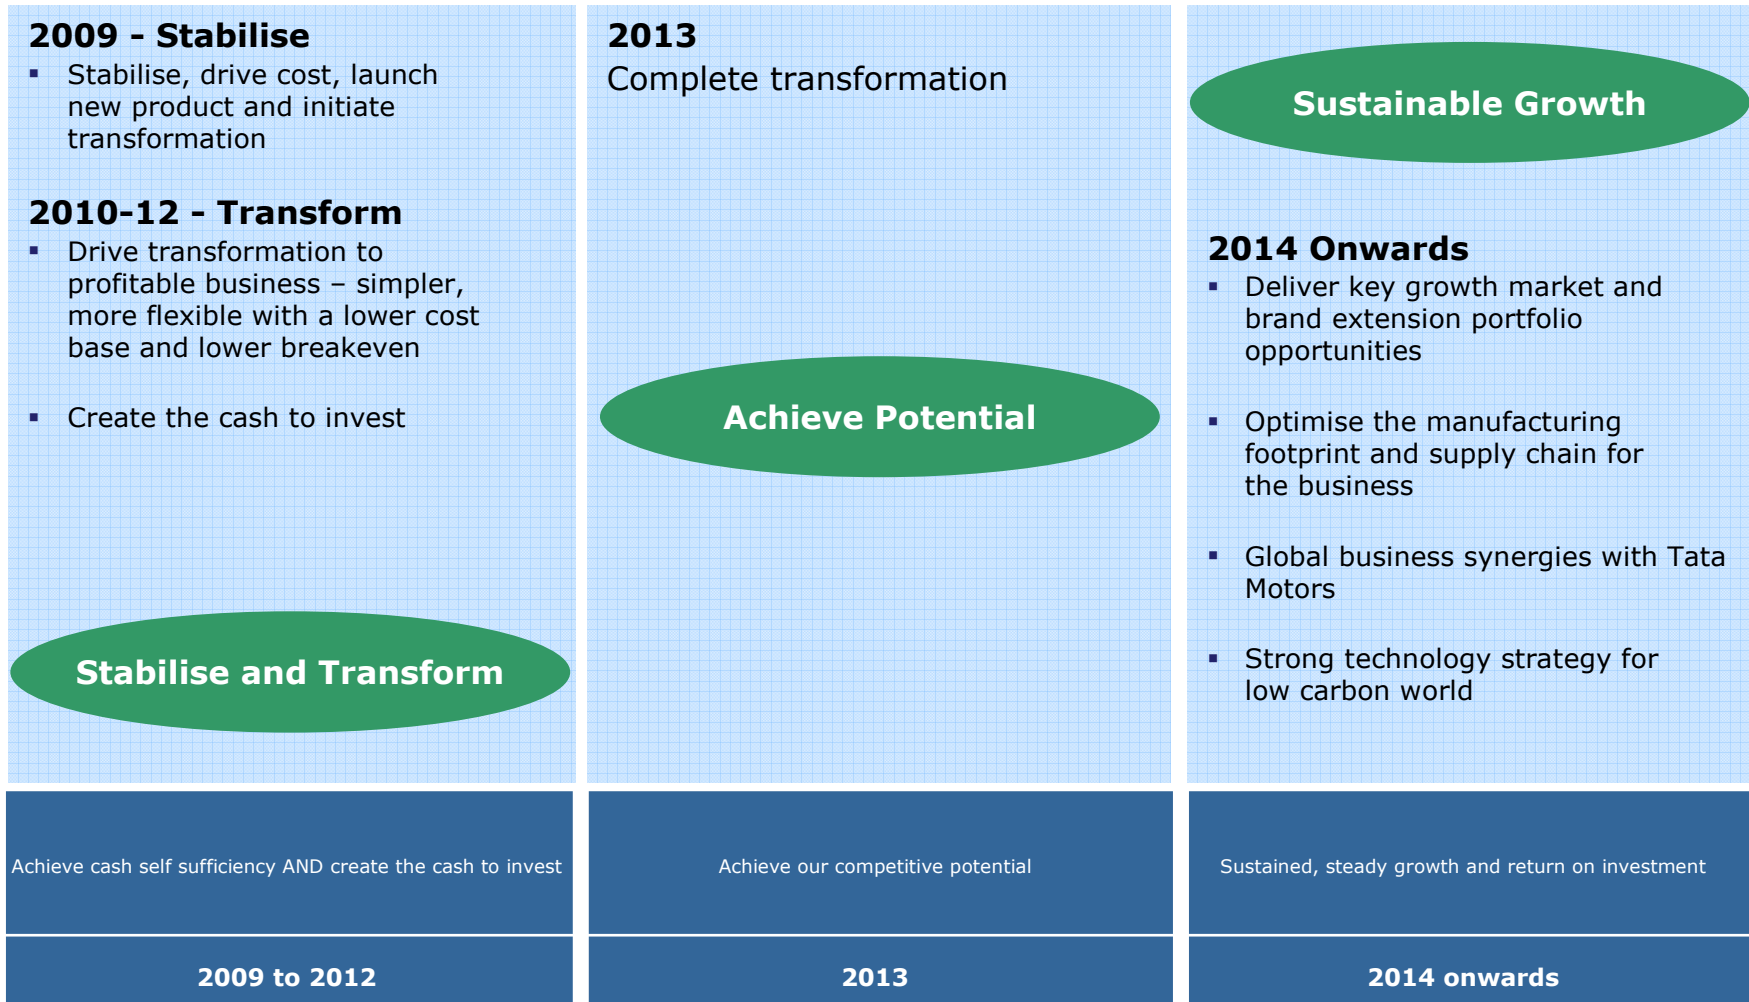 2009 - Stabilise
▪ Stabilise, drive cost, launch
new product and initiate
transformation
2010-12 - Transform
▪ Drive transformation to
profitable business – simpler,
more flexible with a lower cost
base and lower breakeven
▪ Create the cash to invest
Stabilise and Transform
Achieve cash self sufficiency AND create the cash to invest
2009 to 2012
2013
Complete transformation
Achieve Potential
Achieve our competitive potential
2013
Sustainable Growth
2014 Onwards
▪ Deliver key growth market and
brand extension portfolio
opportunities
▪ Optimise the manufacturing
footprint and supply chain for
the business
▪ Global business synergies with Tata
Motors
▪ Strong technology strategy for
low carbon world
Sustained, steady growth and return on investment
2014 onwards